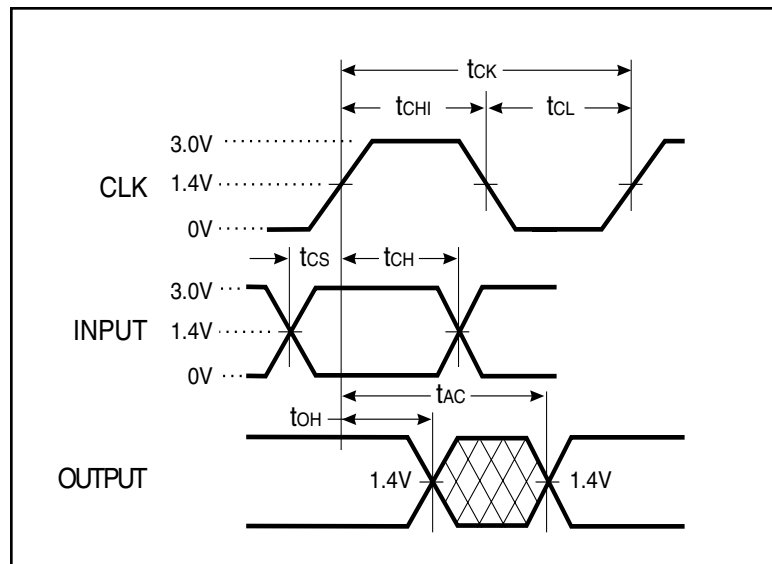 tCK
tCHI tCL
3.0V
CLK 1.4V
0V
tCS tCH
3.0V
INPUT 1.4V
0V
tAC
tOH
OUTPUT 1.4V 1.4V